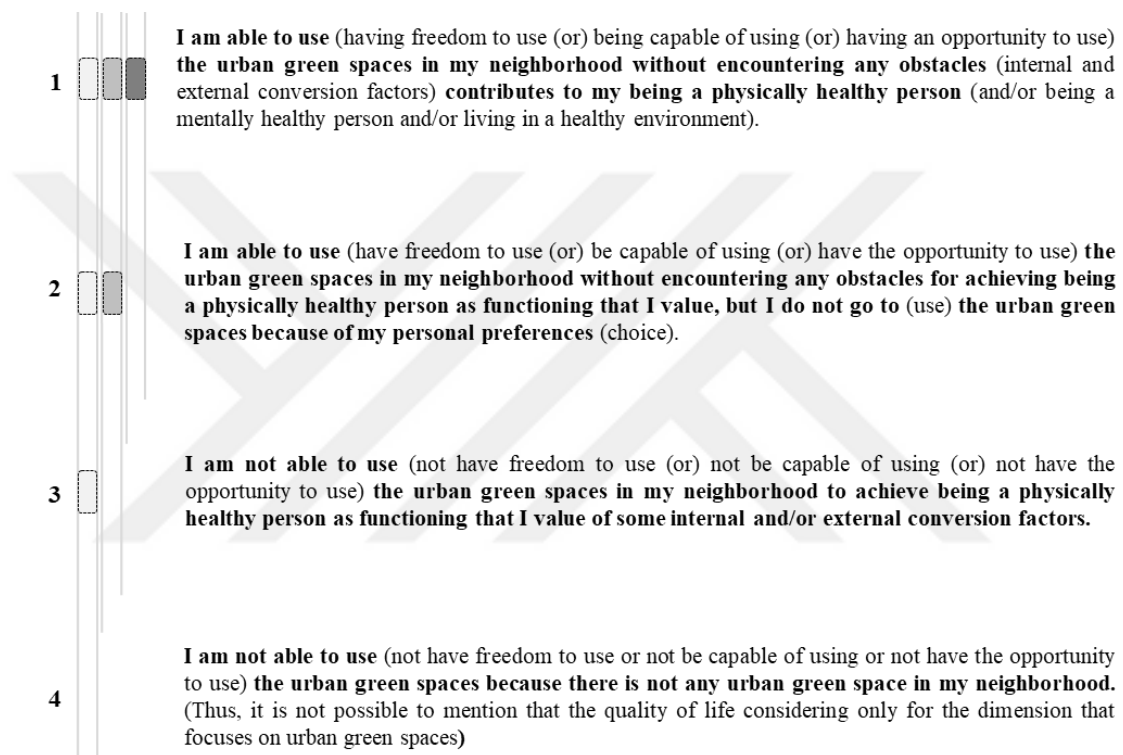 I am able to use (having freedom to use (or) being capable of using (or) having an opportunity to use)
1 the urban green spaces in my neighborhood without encountering any obstacles (internal and
external conversion factors) contributes to my being a physically healthy person (and/or being a
mentally healthy person and/or living in a healthy environment).
I am able to use (have freedom to use (or) be capable of using (or) have the opportunity to use) the
2 urban green spaces in my neighborhood without encountering any obstacles for achieving being
a physically healthy person as functioning that I value, but I do not go to (use) the urban green
spaces because of my personal preferences (choice).
I am not able to use (not have freedom to use (or) not be capable of using (or) not have the
3 opportunity to use) the urban green spaces in my neighborhood to achieve being a physically
healthy person as functioning that I value of some internal and/or external conversion factors.
I am not able to use (not have freedom to use or not be capable of using or not have the opportunity
to use) the urban green spaces because there is not any urban green space in my neighborhood.
4 (Thus, it is not possible to mention that the quality of life considering only for the dimension that
focuses on urban green spaces)